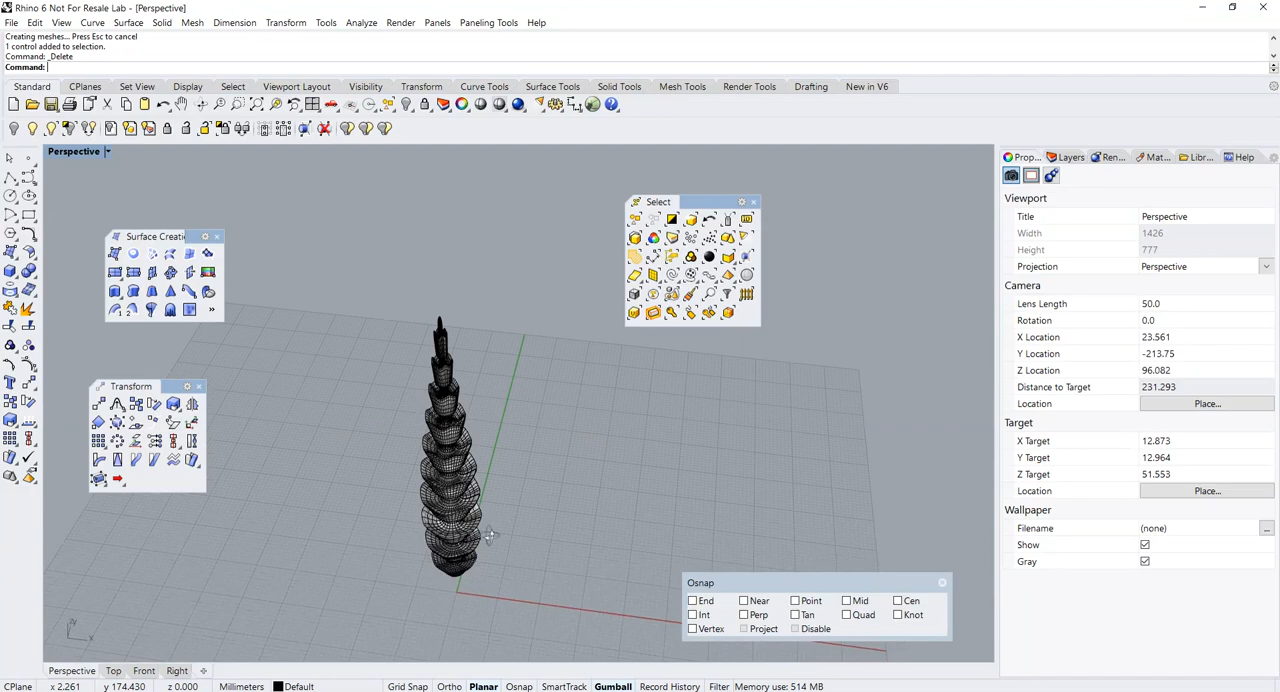 Rhino 6 Not For Resale Lab - [Perspective]
File Edit View Curve Surface Solid Mesh Dimension Transform Tools Analyze Render Panels Paneling Tools Help
Creating meshes... Press Esc to cancel
1 control added to selection.
Command: _Delete
Command:
Standard CPlanes Set View Display Select Viewport Layout Visibility Transform Curve Tools Surface Tools Solid Tools Mesh Tools Render Tools Drafting New in V6
Perspective
Prop... Layers Ren... Mat... Libr... Help
Viewport
Title Perspective
Width 1426
Height 777
Projection Perspective
Camera
Lens Length 50.0
Rotation 0.0
X Location 23.561
Y Location -213.75
Z Location 96.082
Distance to Target 231.293
Location Place...
Target
X Target 12.873
Y Target 12.964
Z Target 51.553
Location Place...
Wallpaper
Filename (none) ...
Show
Gray
Select
Surface Creati
Transform
Osnap
End Near Point Mid Cen
Int Perp Tan Quad Knot
Vertex Project Disable
zy
x
Perspective Top Front Right
CPlane x 2.261 y 174.430 z 0.000 Millimeters Default Grid Snap Ortho Planar Osnap SmartTrack Gumball Record History Filter Memory use: 514 MB